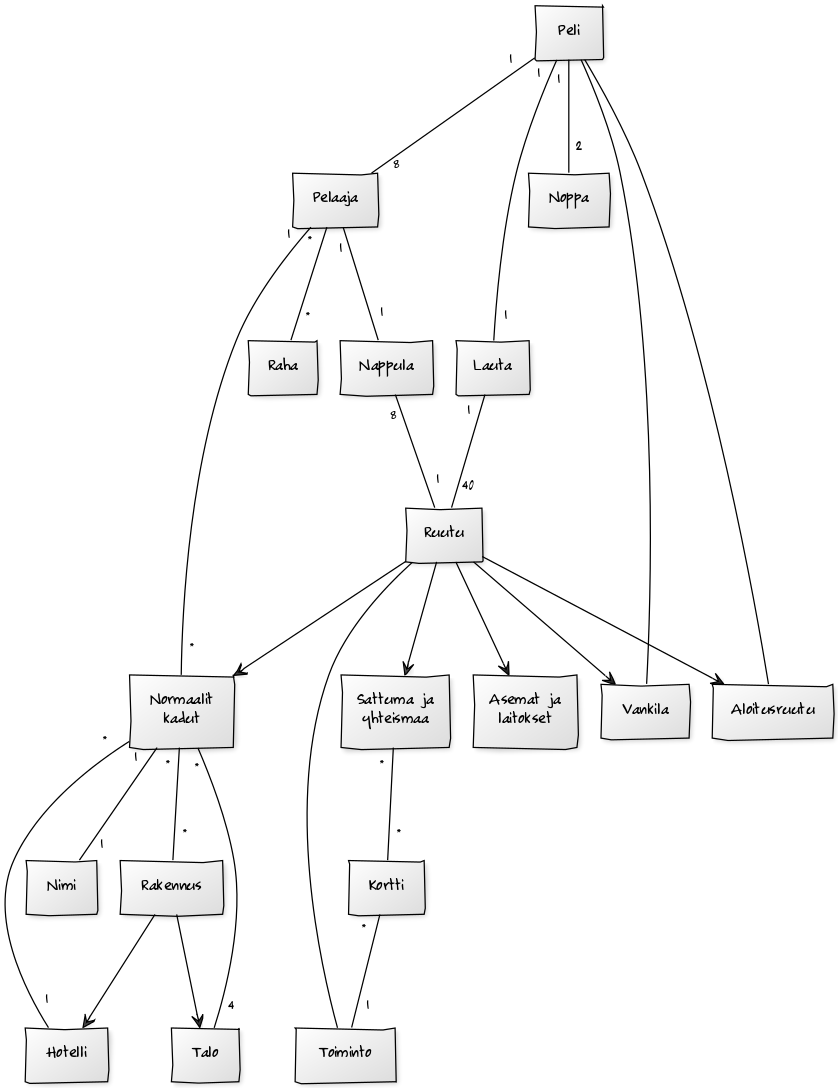 Peli
1
1
1
8
2
Pelaaja
Noppa
1
*
1
*
1
1
Raha
Nappula
Lauta
8
1
1
40
Ruutu
*
Normaalit
kadut
Sattuma ja
yhteismaa
Asemat ja
laitokset
Vankila
Aloitusruutu
*
1
*
*
*
1
*
*
Nimi
Rakennus
Kortti
*
1
4
1
Hotelli
Talo
Toiminto